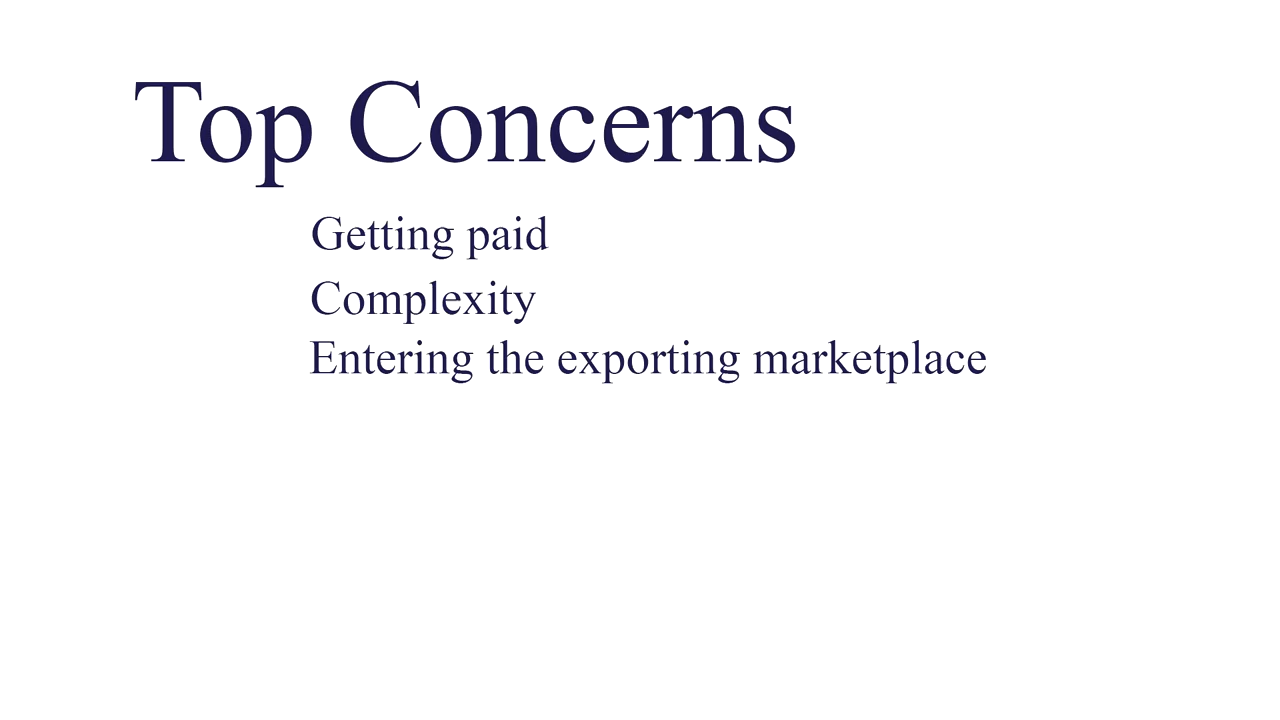 Top Concerns
Getting paid
Complexity
Entering the exporting marketplace